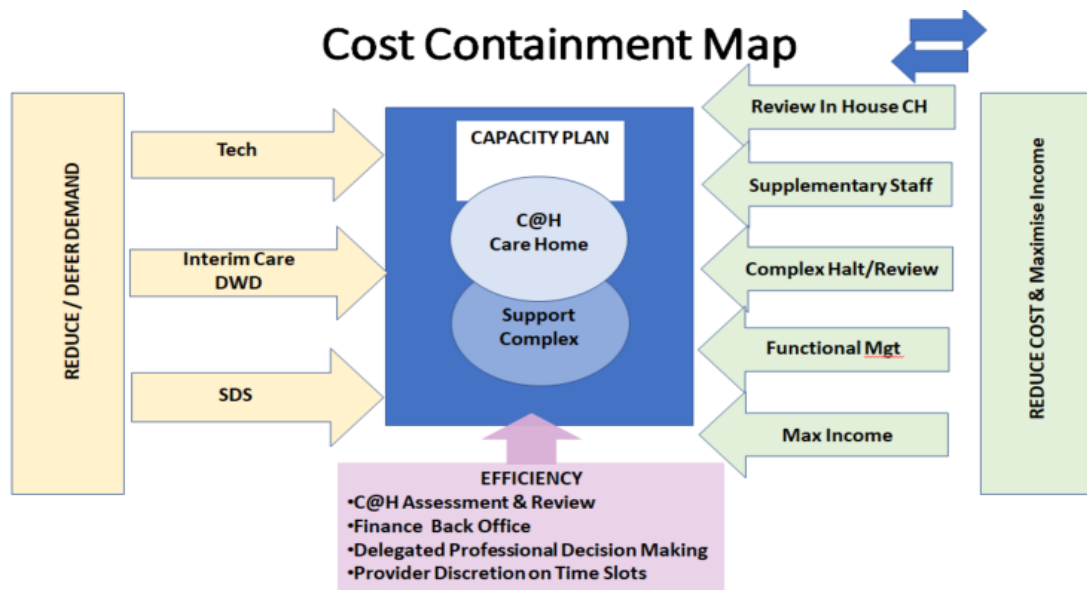 Cost Containment Map
REDUCE / DEFER DEMAND
Tech
Interim Care
DWD
SDS
CAPACITY PLAN
C@H
Care Home
Support
Complex
Review In House CH
Supplementary Staff
Complex Halt/Review
Functional Mgt
Max Income
REDUCE COST & Maximise Income
EFFICIENCY
•C@H Assessment & Review
•Finance Back Office
•Delegated Professional Decision Making
•Provider Discretion on Time Slots